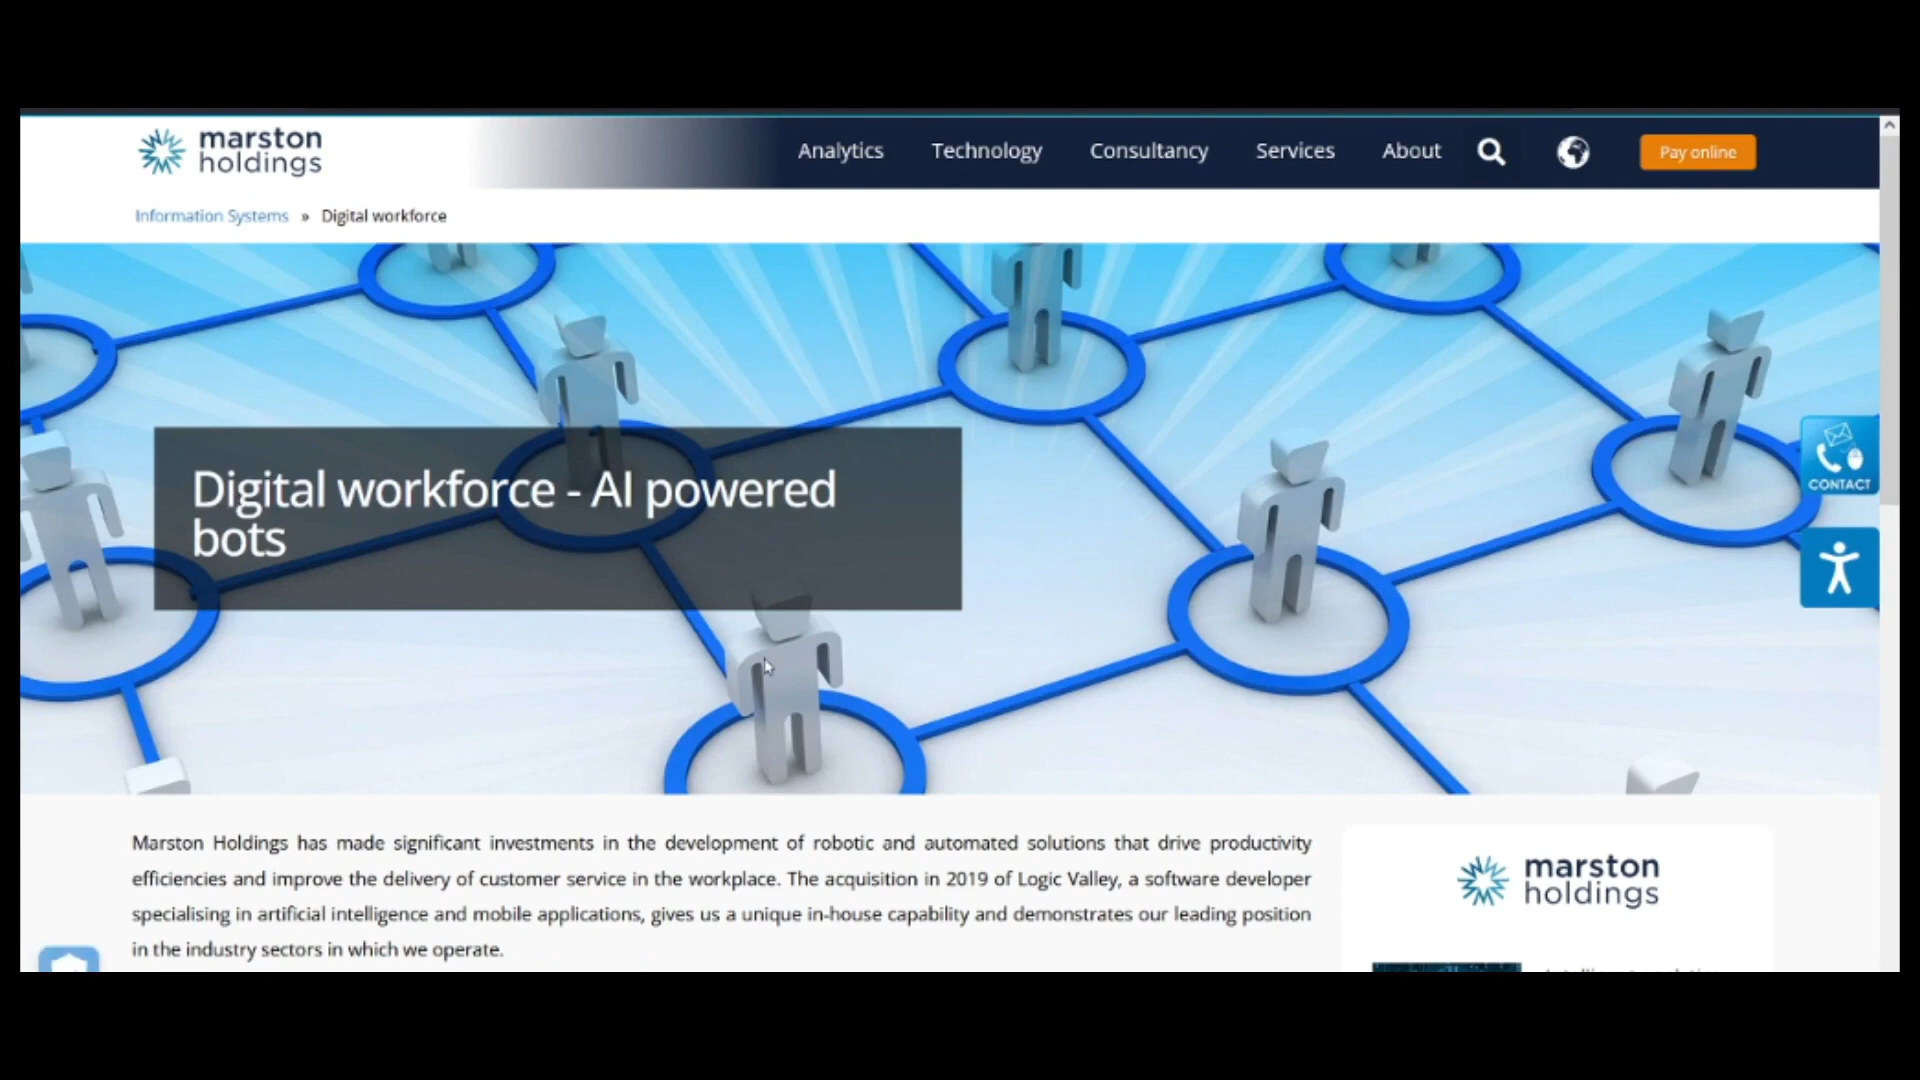 marston
holdings
Analytics Technology Consultancy Services About Pay online
Information Systems » Digital workforce
Digital workforce - AI powered
bots
CONTACT
Marston Holdings has made significant investments in the development of robotic and automated solutions that drive productivity
efficiencies and improve the delivery of customer service in the workplace. The acquisition in 2019 of Logic Valley, a software developer
specialising in artificial intelligence and mobile applications, gives us a unique in-house capability and demonstrates our leading position
in the industry sectors in which we operate.
marston
holdings